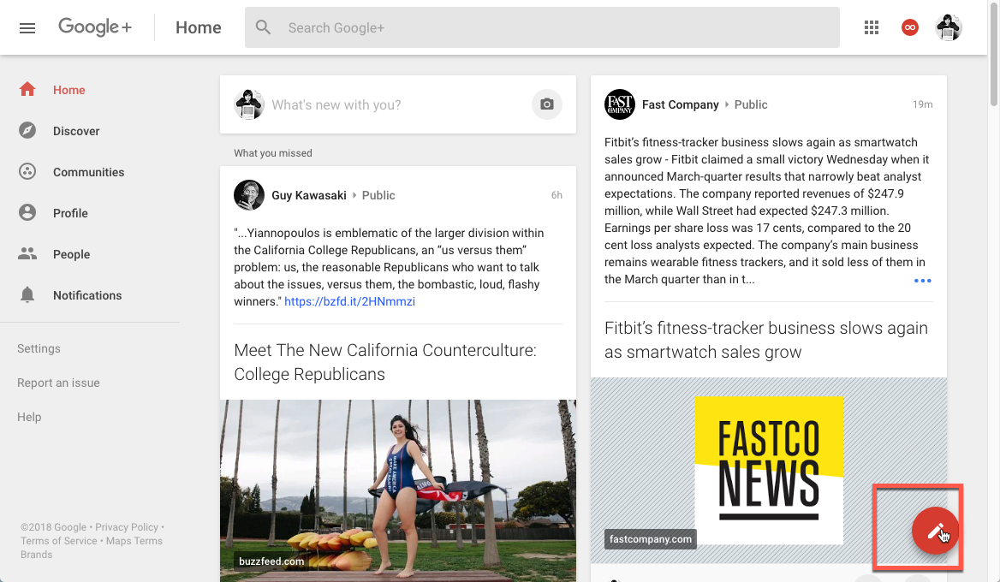 Google+
Home
Search Google+
Home
Discover
Communities
Profile
People
Notifications
Settings
Report an issue
Help
©2018 Google • Privacy Policy •
Terms of Service • Maps Terms
Brands
What's new with you?
What you missed
Guy Kawasaki Public
6h
"...Yiannopoulos is emblematic of the larger division within
the California College Republicans, an “us versus them”
problem: us, the reasonable Republicans who want to talk
about the issues, versus them, the bombastic, loud, flashy
winners." https://bzfd.it/2HNmmzi
Meet The New California Counterculture:
College Republicans
MAKE AMERICA
GREAT AGAIN
buzzfeed.com
FAST
COMPANY
Fast Company Public
19m
Fitbit’s fitness-tracker business slows again as smartwatch
sales grow - Fitbit claimed a small victory Wednesday when it
announced March-quarter results that narrowly beat analyst
expectations. The company reported revenues of $247.9
million, while Wall Street had expected $247.3 million.
Earnings per share loss was 17 cents, compared to the 20
cent loss analysts expected. The company’s main business
remains wearable fitness trackers, and it sold less of them in
the March quarter than in t...
Fitbit’s fitness-tracker business slows again
as smartwatch sales grow
FASTCO
NEWS
fastcompany.com